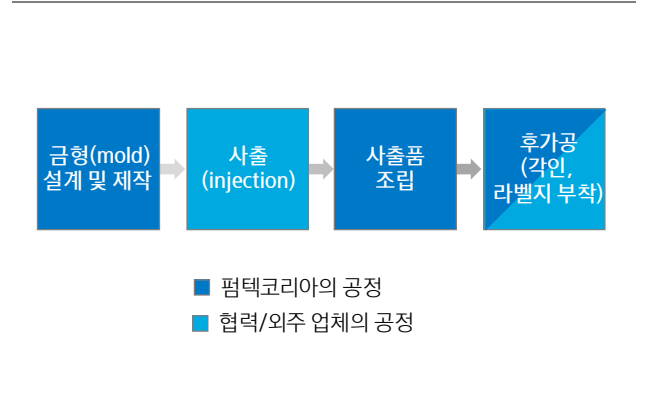 금형(mold)
설계 및 제작
사출
(injection)
사출품
조립
후가공
(각인,
라벨지 부착)
펌텍코리아의 공정
협력/외주 업체의 공정